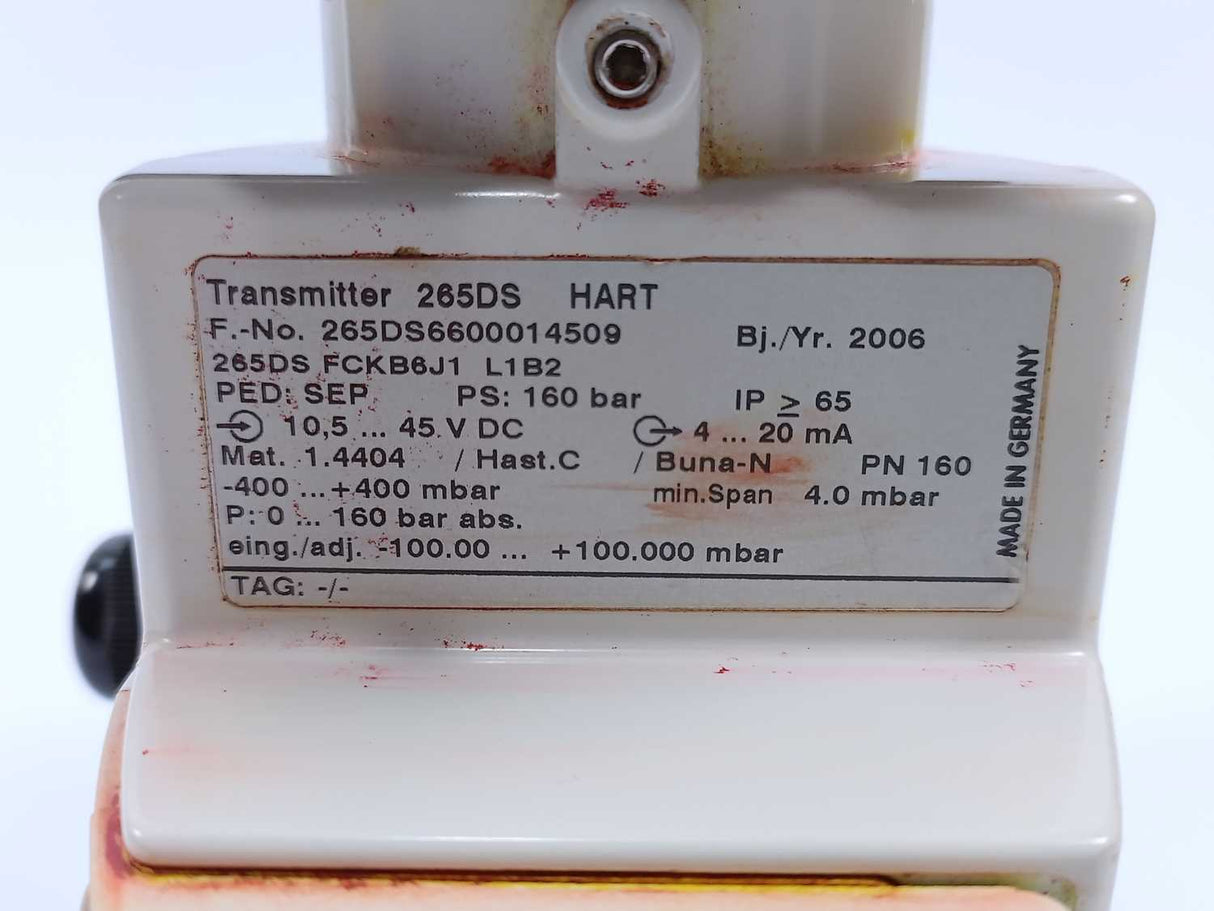 Transmitter 265DS HART
F.-No. 265DS6600014509 Bj./Yr. 2006
265DS FCKB6J1 L1B2
PED: SEP PS: 160 bar IP ≥ 65
10,5 ... 45 V DC 4 ... 20 mA
Mat. 1.4404 / Hast.C / Buna-N PN 160
-400 ...+400 mbar min.Span 4.0 mbar
P: 0 ... 160 bar abs.
eing./adj. -100.00 ... +100.000 mbar
TAG: -/-
MADE IN GERMANY